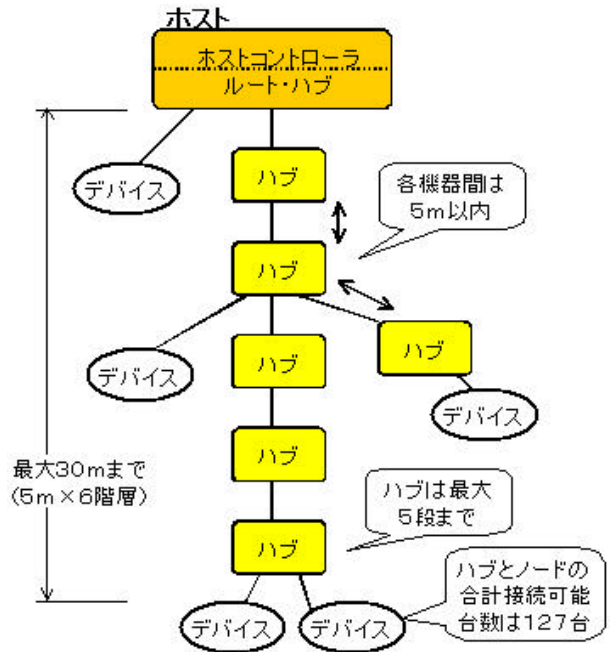 ホスト
ホストコントローラ
ルート・ハブ
デバイス
ハブ
各機器間は
5m以内
ハブ
ハブ
デバイス
ハブ
デバイス
ハブ
最大30mまで
(5m×6階層)
ハブは最大
5段まで
ハブ
ハブとノードの
合計接続可能
台数は127台
デバイス
デバイス